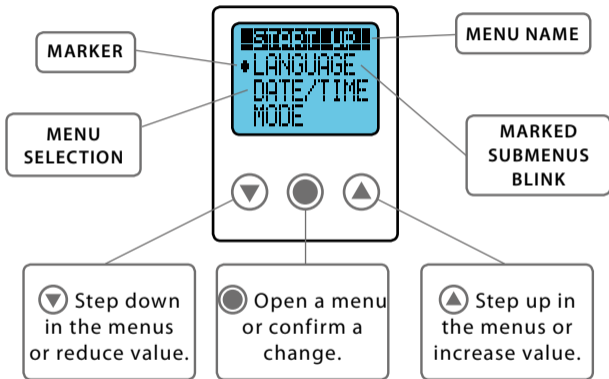 START UP
LANGUAGE
DATE/TIME
MODE
MARKER
MENU NAME
MENU
SELECTION
MARKED
SUBMENUS
BLINK
Step down
in the menus
or reduce value.
Open a menu
or confirm a
change.
Step up in
the menus or
increase value.